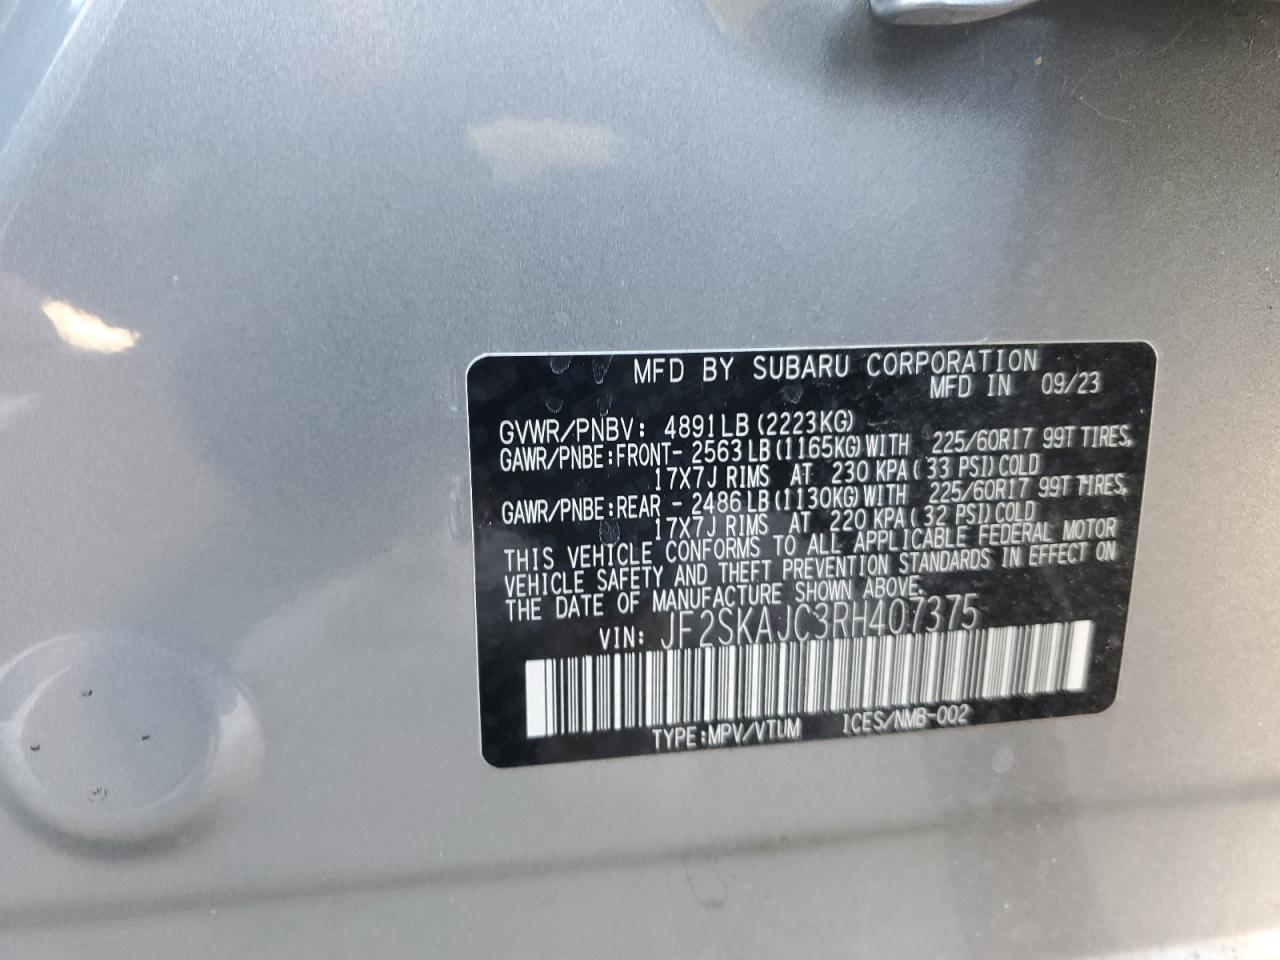 MFD BY SUBARU CORPORATION
MFD IN 09/23
GVWR/PNBV: 4891LB(2223KG)
GAWR/PNBE:FRONT- 2563LB(1165KG)WITH 225/60R17 99T TIRES,
17X7J RIMS AT 230 KPA(33 PSI)COLD
GAWR/PNBE:REAR - 2486LB(1130KG)WITH 225/60R17 99T TIRES,
17X7J RIMS AT 220KPA(32 PSI)COLD
THIS VEHICLE CONFORMS TO ALL APPLICABLE FEDERAL MOTOR
VEHICLE SAFETY AND THEFT PREVENTION STANDARDS IN EFFECT ON
THE DATE OF MANUFACTURE SHOWN ABOVE.
VIN: JF2SKAJC3RH407375
TYPE:MPV/VTUM ICES/NMB-002